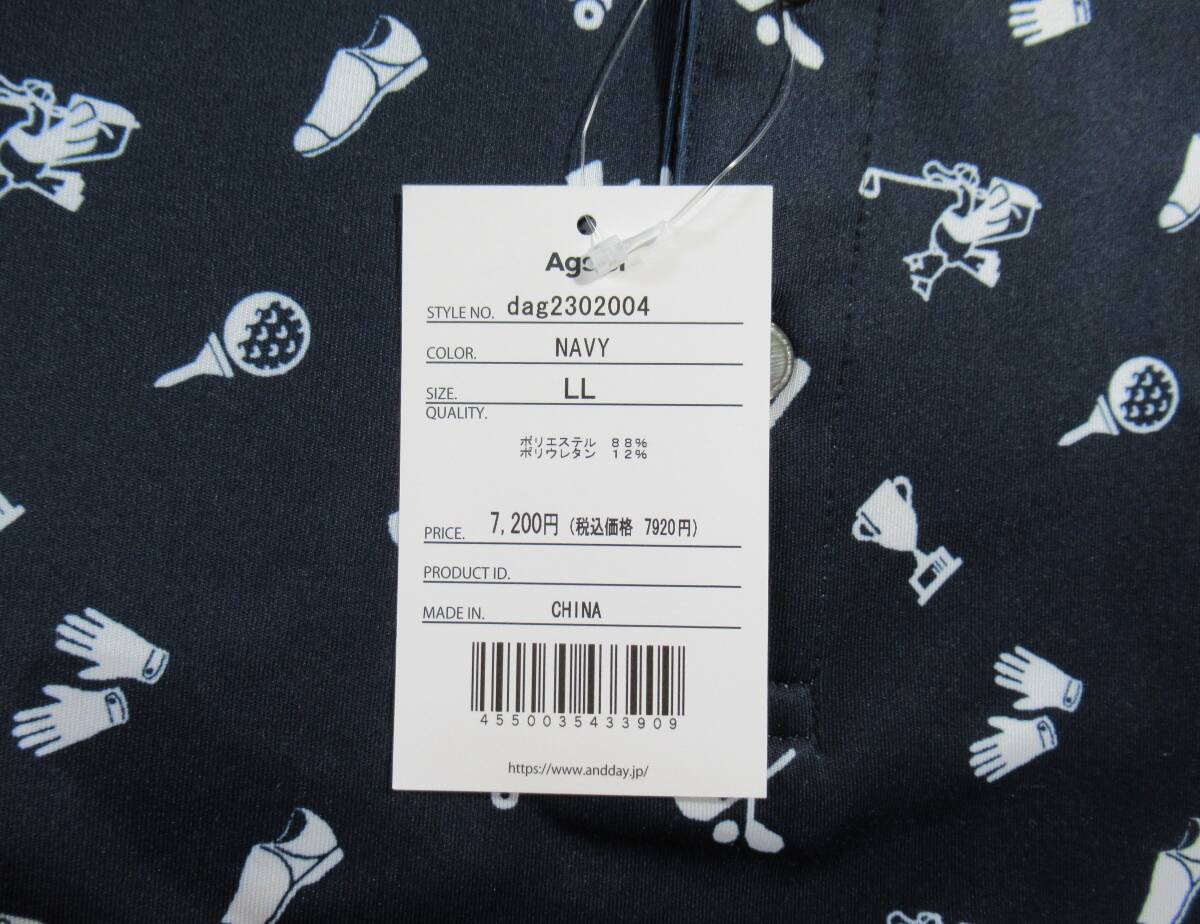 STYLE NO. dag2302004
COLOR. NAVY
SIZE. LL
QUALITY.
ポリエステル 88%
ポリウレタン 12%
PRICE. 7,200円 (税込価格 7920円)
PRODUCT ID.
MADE IN. CHINA
4550035433909
https://www.andday.jp/